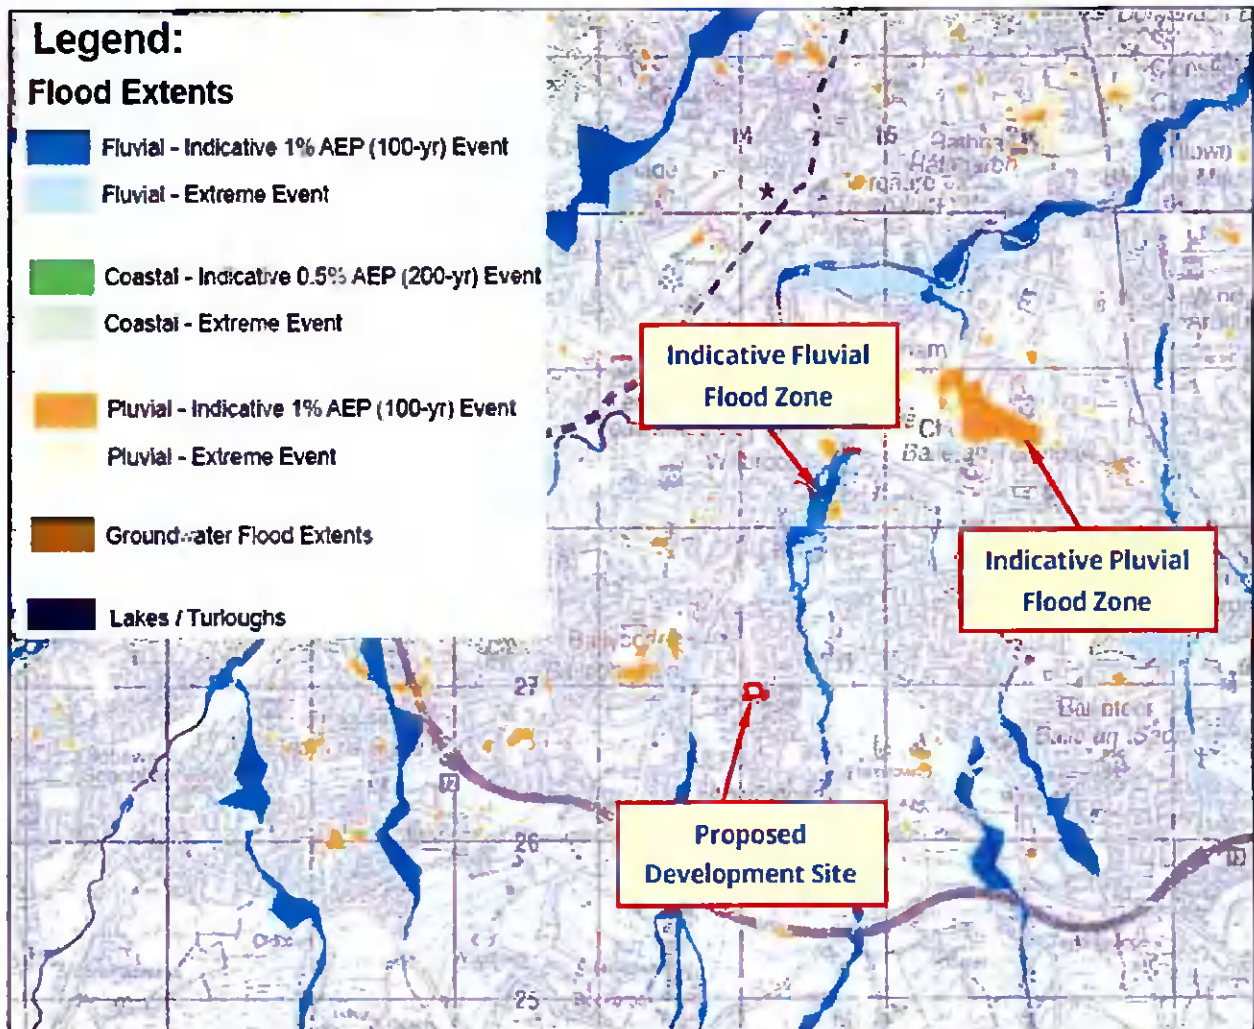 Legend:
Flood Extents
Fluvial - Indicative 1% AEP (100-yr) Event
Fluvial - Extreme Event
Coastal - Indicative 0.5% AEP (200-yr) Event
Coastal - Extreme Event
Pluvial - Indicative 1% AEP (100-yr) Event
Pluvial - Extreme Event
Groundwater Flood Extents
Lakes / Turloughs
14
Indicative Fluvial
Flood Zone
Indicative Pluvial
Flood Zone
27
Proposed
Development Site
26
25